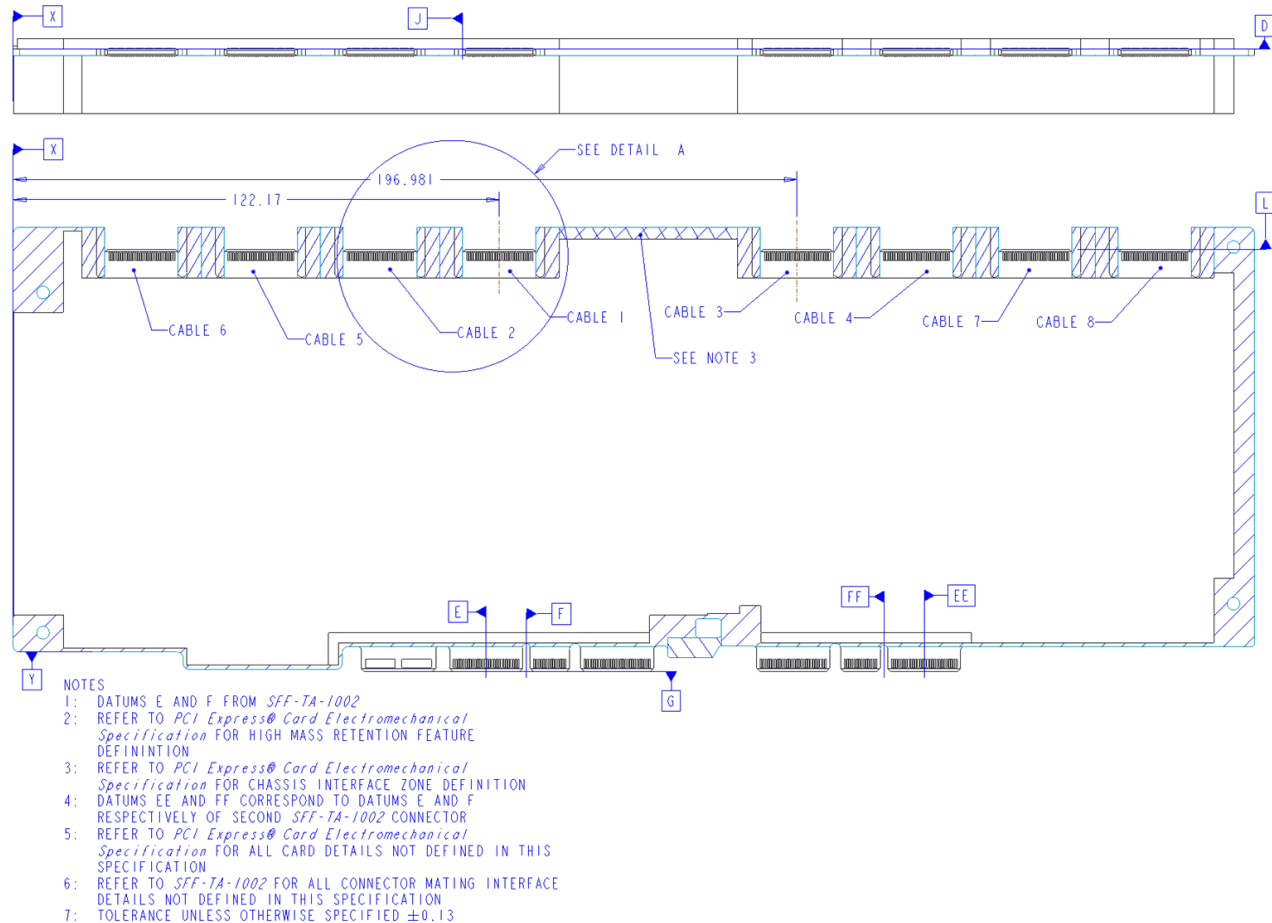 X
J
D
X
SEE DETAIL A
196.981
122.17
L
CABLE 6
CABLE 5
CABLE 2
CABLE 1
CABLE 3
CABLE 4
CABLE 7
CABLE 8
SEE NOTE 3
E
F
FF
EE
Y
G
NOTES
1: DATUMS E AND F FROM SFF-TA-1002
2: REFER TO PCI Express® Card Electromechanical
Specification FOR HIGH MASS RETENTION FEATURE
DEFININTION
3: REFER TO PCI Express® Card Electromechanical
Specification FOR CHASSIS INTERFACE ZONE DEFINITION
4: DATUMS EE AND FF CORRESPOND TO DATUMS E AND F
RESPECTIVELY OF SECOND SFF-TA-1002 CONNECTOR
5: REFER TO PCI Express® Card Electromechanical
Specification FOR ALL CARD DETAILS NOT DEFINED IN THIS
SPECIFICATION
6: REFER TO SFF-TA-1002 FOR ALL CONNECTOR MATING INTERFACE
DETAILS NOT DEFINED IN THIS SPECIFICATION
7: TOLERANCE UNLESS OTHERWISE SPECIFIED ±0.13